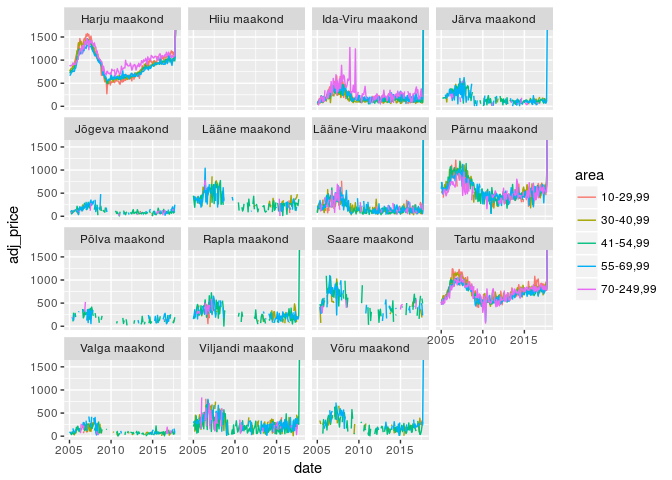 Harju maakond Hiiu maakond Ida-Viru maakond Järva maakond
1500
1000
500
0
Jõgeva maakond Lääne maakond Lääne-Viru maakond Pärnu maakond
1500
1000
500
0
Põlva maakond Rapla maakond Saare maakond Tartu maakond
1500
1000
500
0
2005 2010 2015
Valga maakond Viljandi maakond Võru maakond
1500
1000
500
0
2005 2010 2015 2005 2010 2015 2005 2010 2015
date
adj_price
area
10-29,99
30-40,99
41-54,99
55-69,99
70-249,99